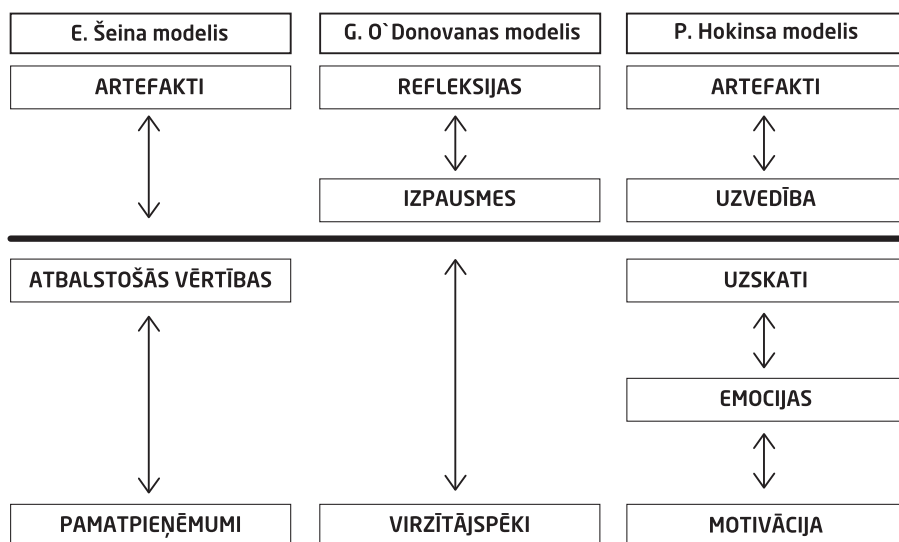 E. Šeina modelis
G. O`Donovanas modelis
P. Hokinsa modelis
ARTEFAKTI
REFLEKSIJAS
ARTEFAKTI
IZPAUSMES
UZVEDĪBA
ATBALSTOŠĀS VĒRTĪBAS
UZSKATI
EMOCIJAS
PAMATPIEŅĒMUMI
VIRZĪTĀJSPĒKI
MOTIVĀCIJA